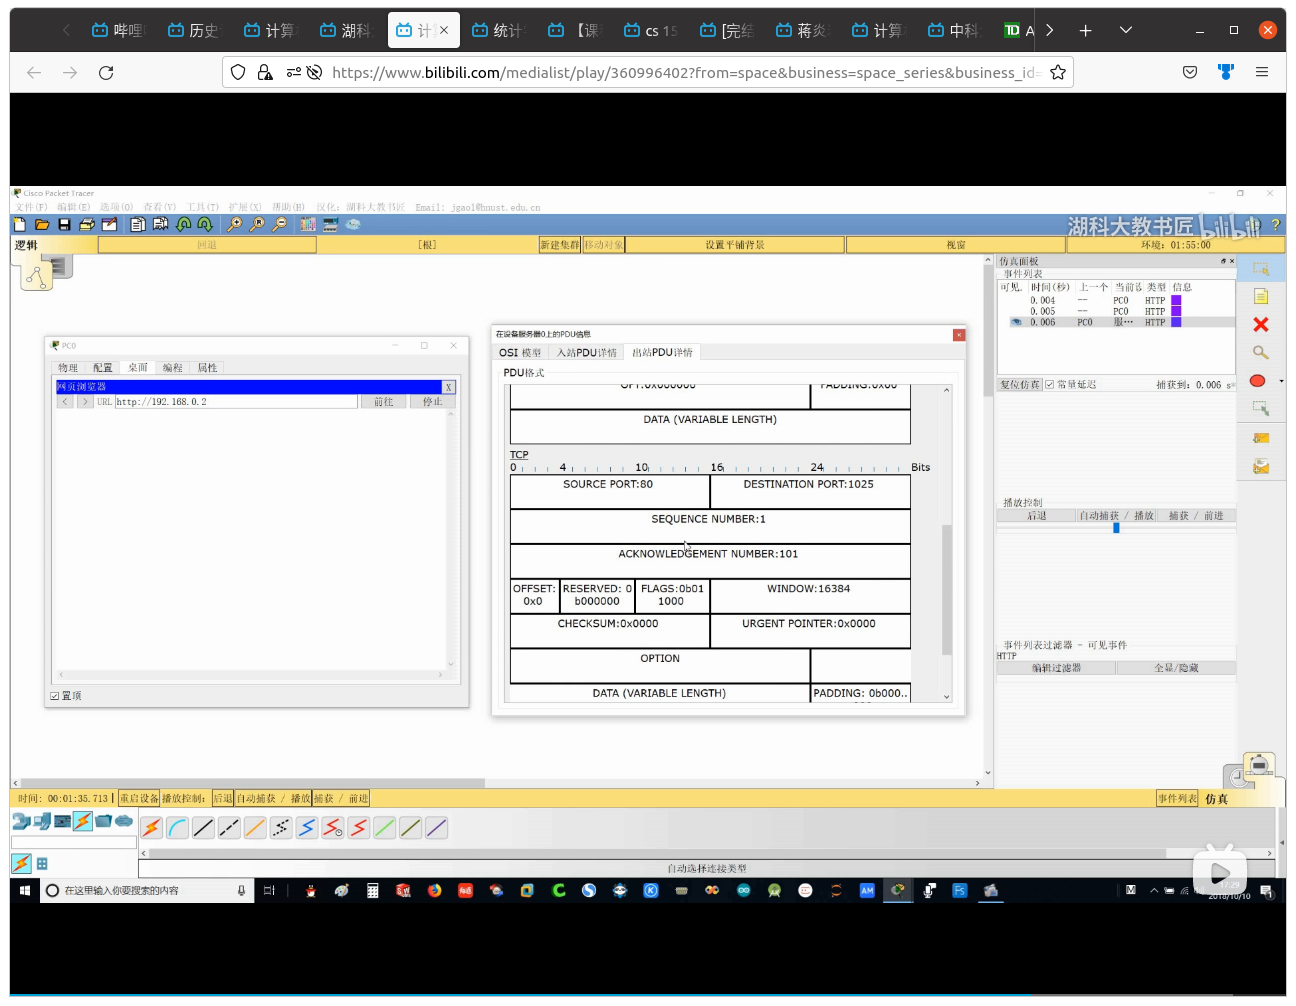 哔哩
历史
计算
湖科
计
统计
【课
cs 15
[完结
蒋炎
计算
中科
TD A
https://www.bilibili.com/medialist/play/360996402?from=space&business=space_series&business_id=
Cisco Packet Tracer
文件(F) 编辑(E) 选项(O) 查看(V) 工具(T) 扩展(X) 帮助(H) 汉化: 湖科大教书匠 Email: jgaol@hnust.edu.cn
湖科大教书匠 bilibili
逻辑 回退 [根] 新建集群 移动对象 设置平铺背景 视窗 环境: 01:55:00
仿真面板
事件列表
可见. 时间(秒) 上一个 当前设 类型 信息
0.004 -- PC0 HTTP
0.005 -- PC0 HTTP
0.006 PC0 服… HTTP
复位仿真 常量延迟 捕获到: 0.006 s
播放控制
后退 自动捕获 / 播放 捕获 / 前进
事件列表过滤器 - 可见事件
HTTP
编辑过滤器 全显/隐藏
PC0
物理 配置 桌面 编程 属性
网页浏览器 X
< > URL http://192.168.0.2 前往 停止
置顶
在设备服务器0上的PDU信息
OSI 模型 入站PDU详情 出站PDU详情
PDU格式
OPT:0x000000 PADDING:0x00
DATA (VARIABLE LENGTH)
TCP
0 4 10 16 24 Bits
SOURCE PORT:80 DESTINATION PORT:1025
SEQUENCE NUMBER:1
ACKNOWLEDGEMENT NUMBER:101
OFFSET: 0x0 RESERVED: 0b000000 FLAGS:0b011000 WINDOW:16384
CHECKSUM:0x0000 URGENT POINTER:0x0000
OPTION
DATA (VARIABLE LENGTH) PADDING: 0b000..
时间: 00:01:35.713 重启设备 播放控制: 后退 自动捕获 / 播放 捕获 / 前进 事件列表 仿真
自动选择连接类型
在这里输入你要搜索的内容
17:29
2018/10/10